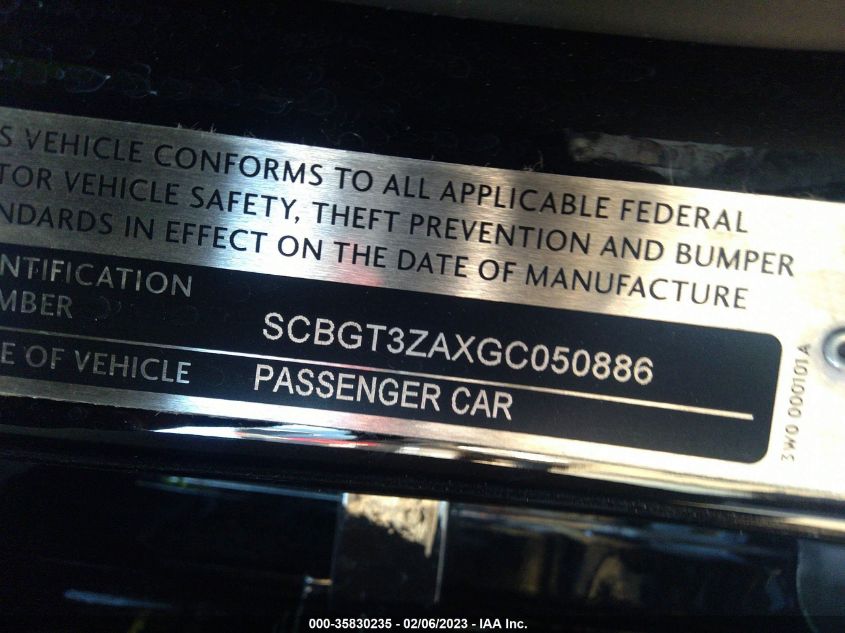 S VEHICLE CONFORMS TO ALL APPLICABLE FEDERAL
TOR VEHICLE SAFETY, THEFT PREVENTION AND BUMPER
NDARDS IN EFFECT ON THE DATE OF MANUFACTURE
NTIFICATION
MBER
SCBGT3ZAXGC050886
E OF VEHICLE
PASSENGER CAR
3W0 000101A
000-35830235 - 02/06/2023 - IAA Inc.